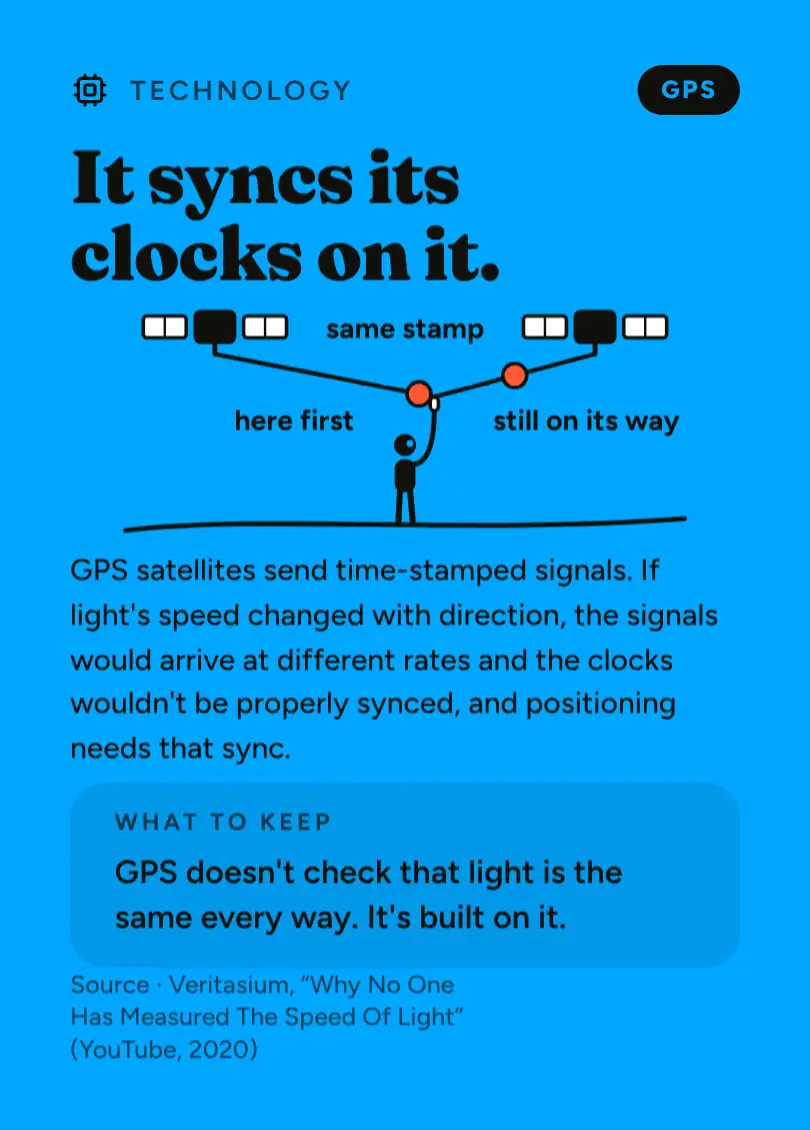 TECHNOLOGY
GPS
It syncs its
clocks on it.
same stamp
here first
still on its way
GPS satellites send time-stamped signals. If
light's speed changed with direction, the signals
would arrive at different rates and the clocks
wouldn't be properly synced, and positioning
needs that sync.
WHAT TO KEEP
GPS doesn't check that light is the
same every way. It's built on it.
Source · Veritasium, “Why No One
Has Measured The Speed Of Light”
(YouTube, 2020)